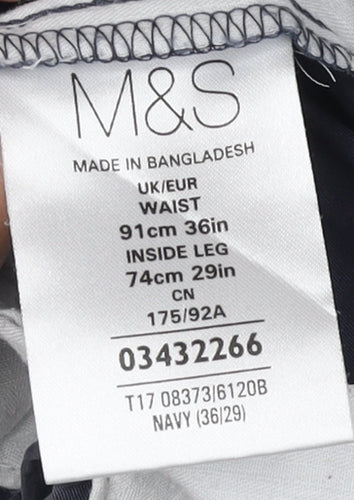 M&S
MADE IN BANGLADESH
UK/EUR
WAIST
91cm 36in
INSIDE LEG
74cm 29in
CN
175/92A
03432266
T17 08373/6120B
NAVY (36/29)